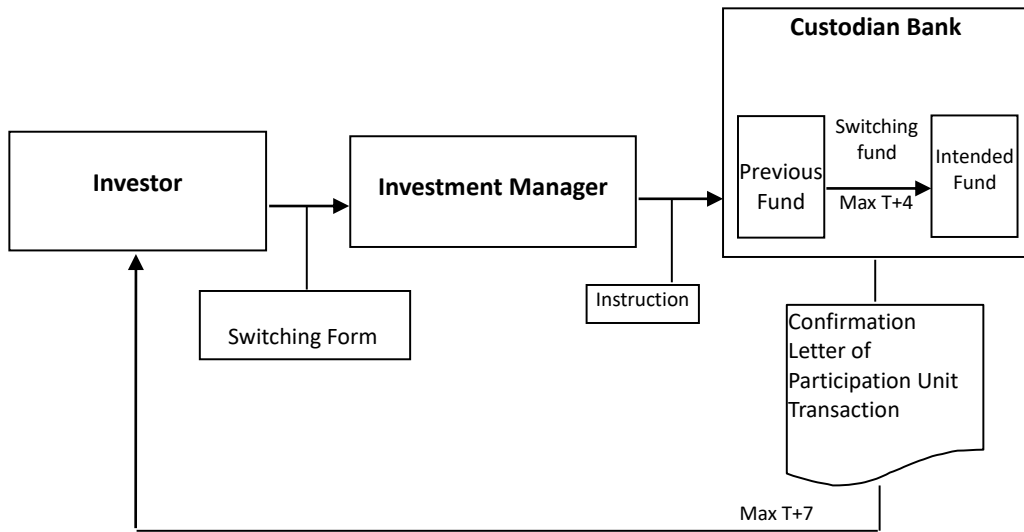 Custodian Bank
Investor
Investment Manager
Previous
Fund
Switching
fund
Max T+4
Intended
Fund
Switching Form
Instruction
Confirmation
Letter of
Participation Unit
Transaction
Max T+7